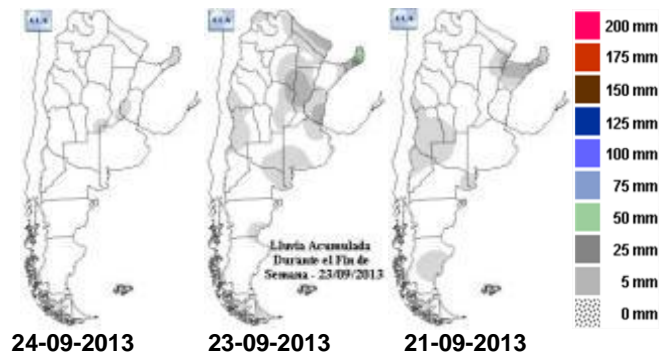 200 mm
175 mm
150 mm
125 mm
100 mm
75 mm
50 mm
25 mm
5 mm
0 mm
Lluvia Acumulada
Durante el Fin de
Semana - 23/09/2013
24-09-2013
23-09-2013
21-09-2013